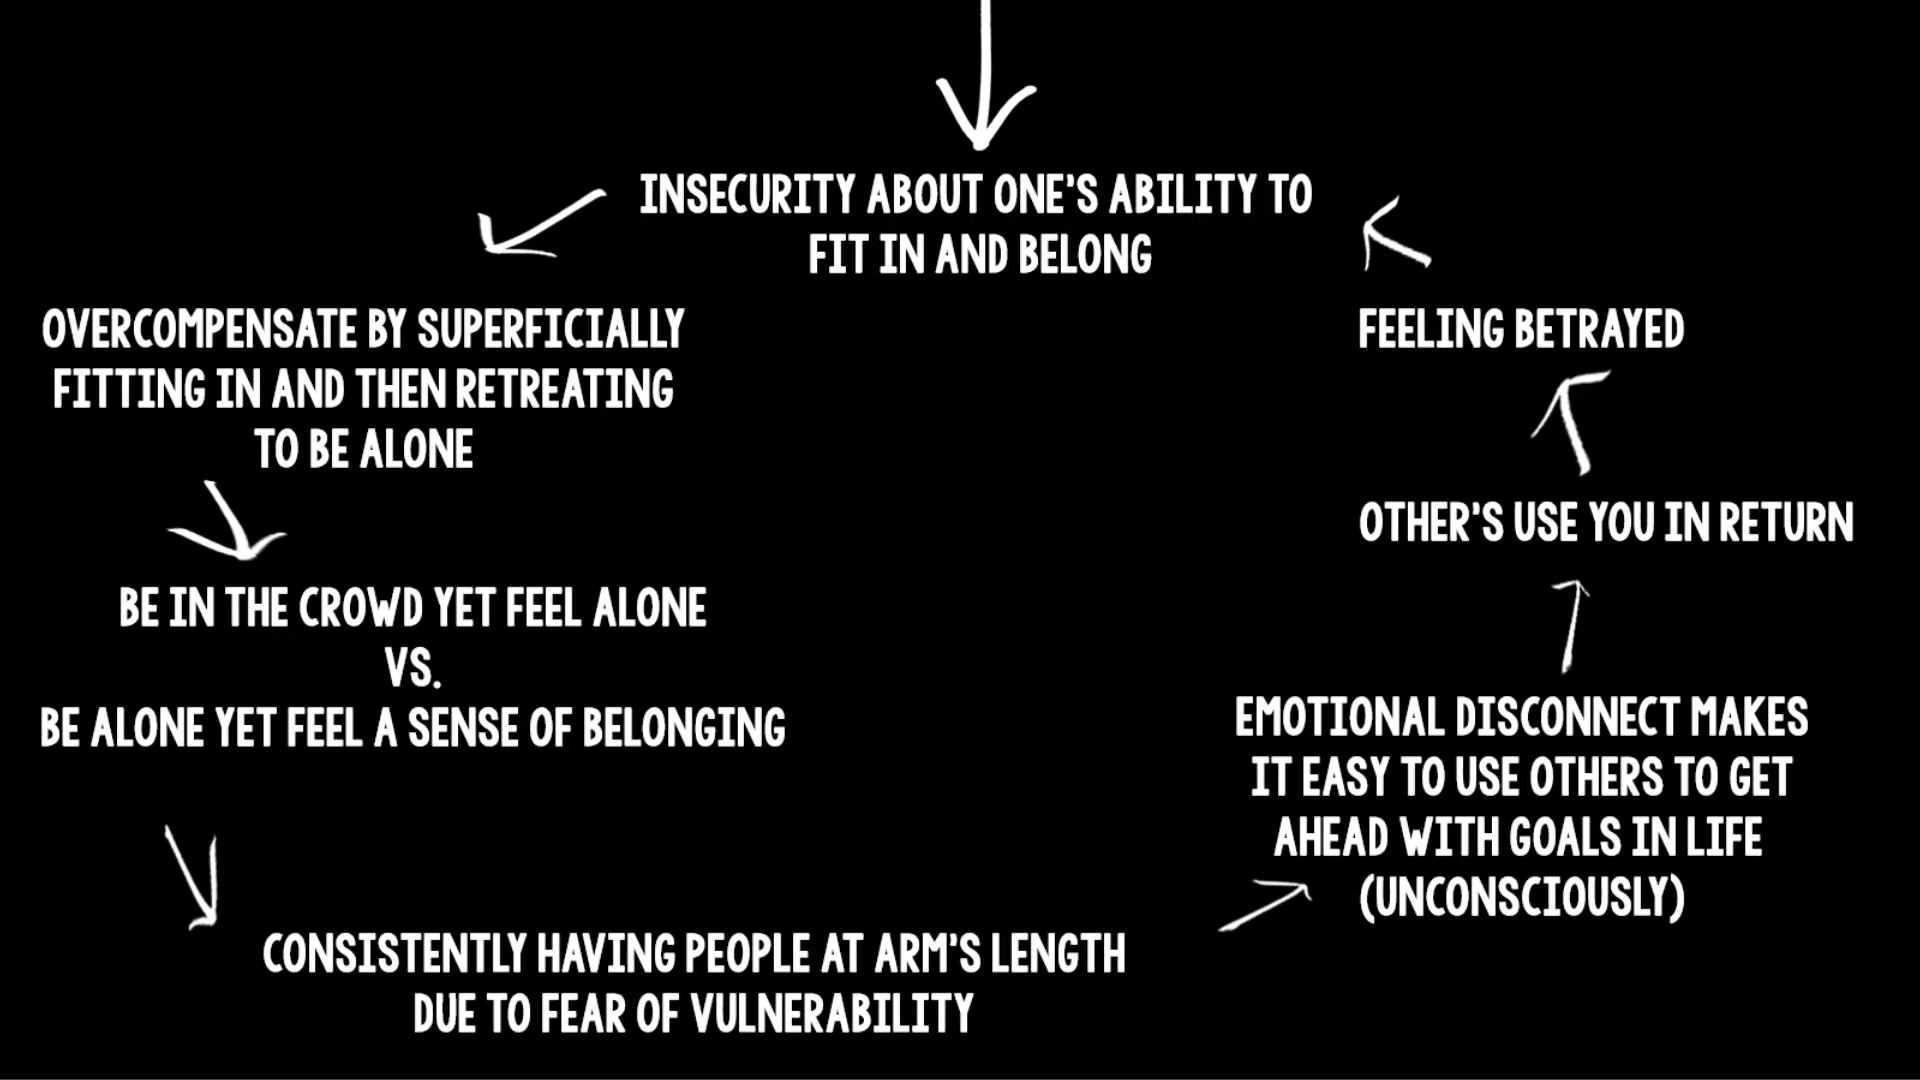 INSECURITY ABOUT ONE'S ABILITY TO
FIT IN AND BELONG
OVERCOMPENSATE BY SUPERFICIALLY
FITTING IN AND THEN RETREATING
TO BE ALONE
BE IN THE CROWD YET FEEL ALONE
VS.
BE ALONE YET FEEL A SENSE OF BELONGING
CONSISTENTLY HAVING PEOPLE AT ARM'S LENGTH
DUE TO FEAR OF VULNERABILITY
EMOTIONAL DISCONNECT MAKES
IT EASY TO USE OTHERS TO GET
AHEAD WITH GOALS IN LIFE
(UNCONSCIOUSLY)
OTHER'S USE YOU IN RETURN
FEELING BETRAYED